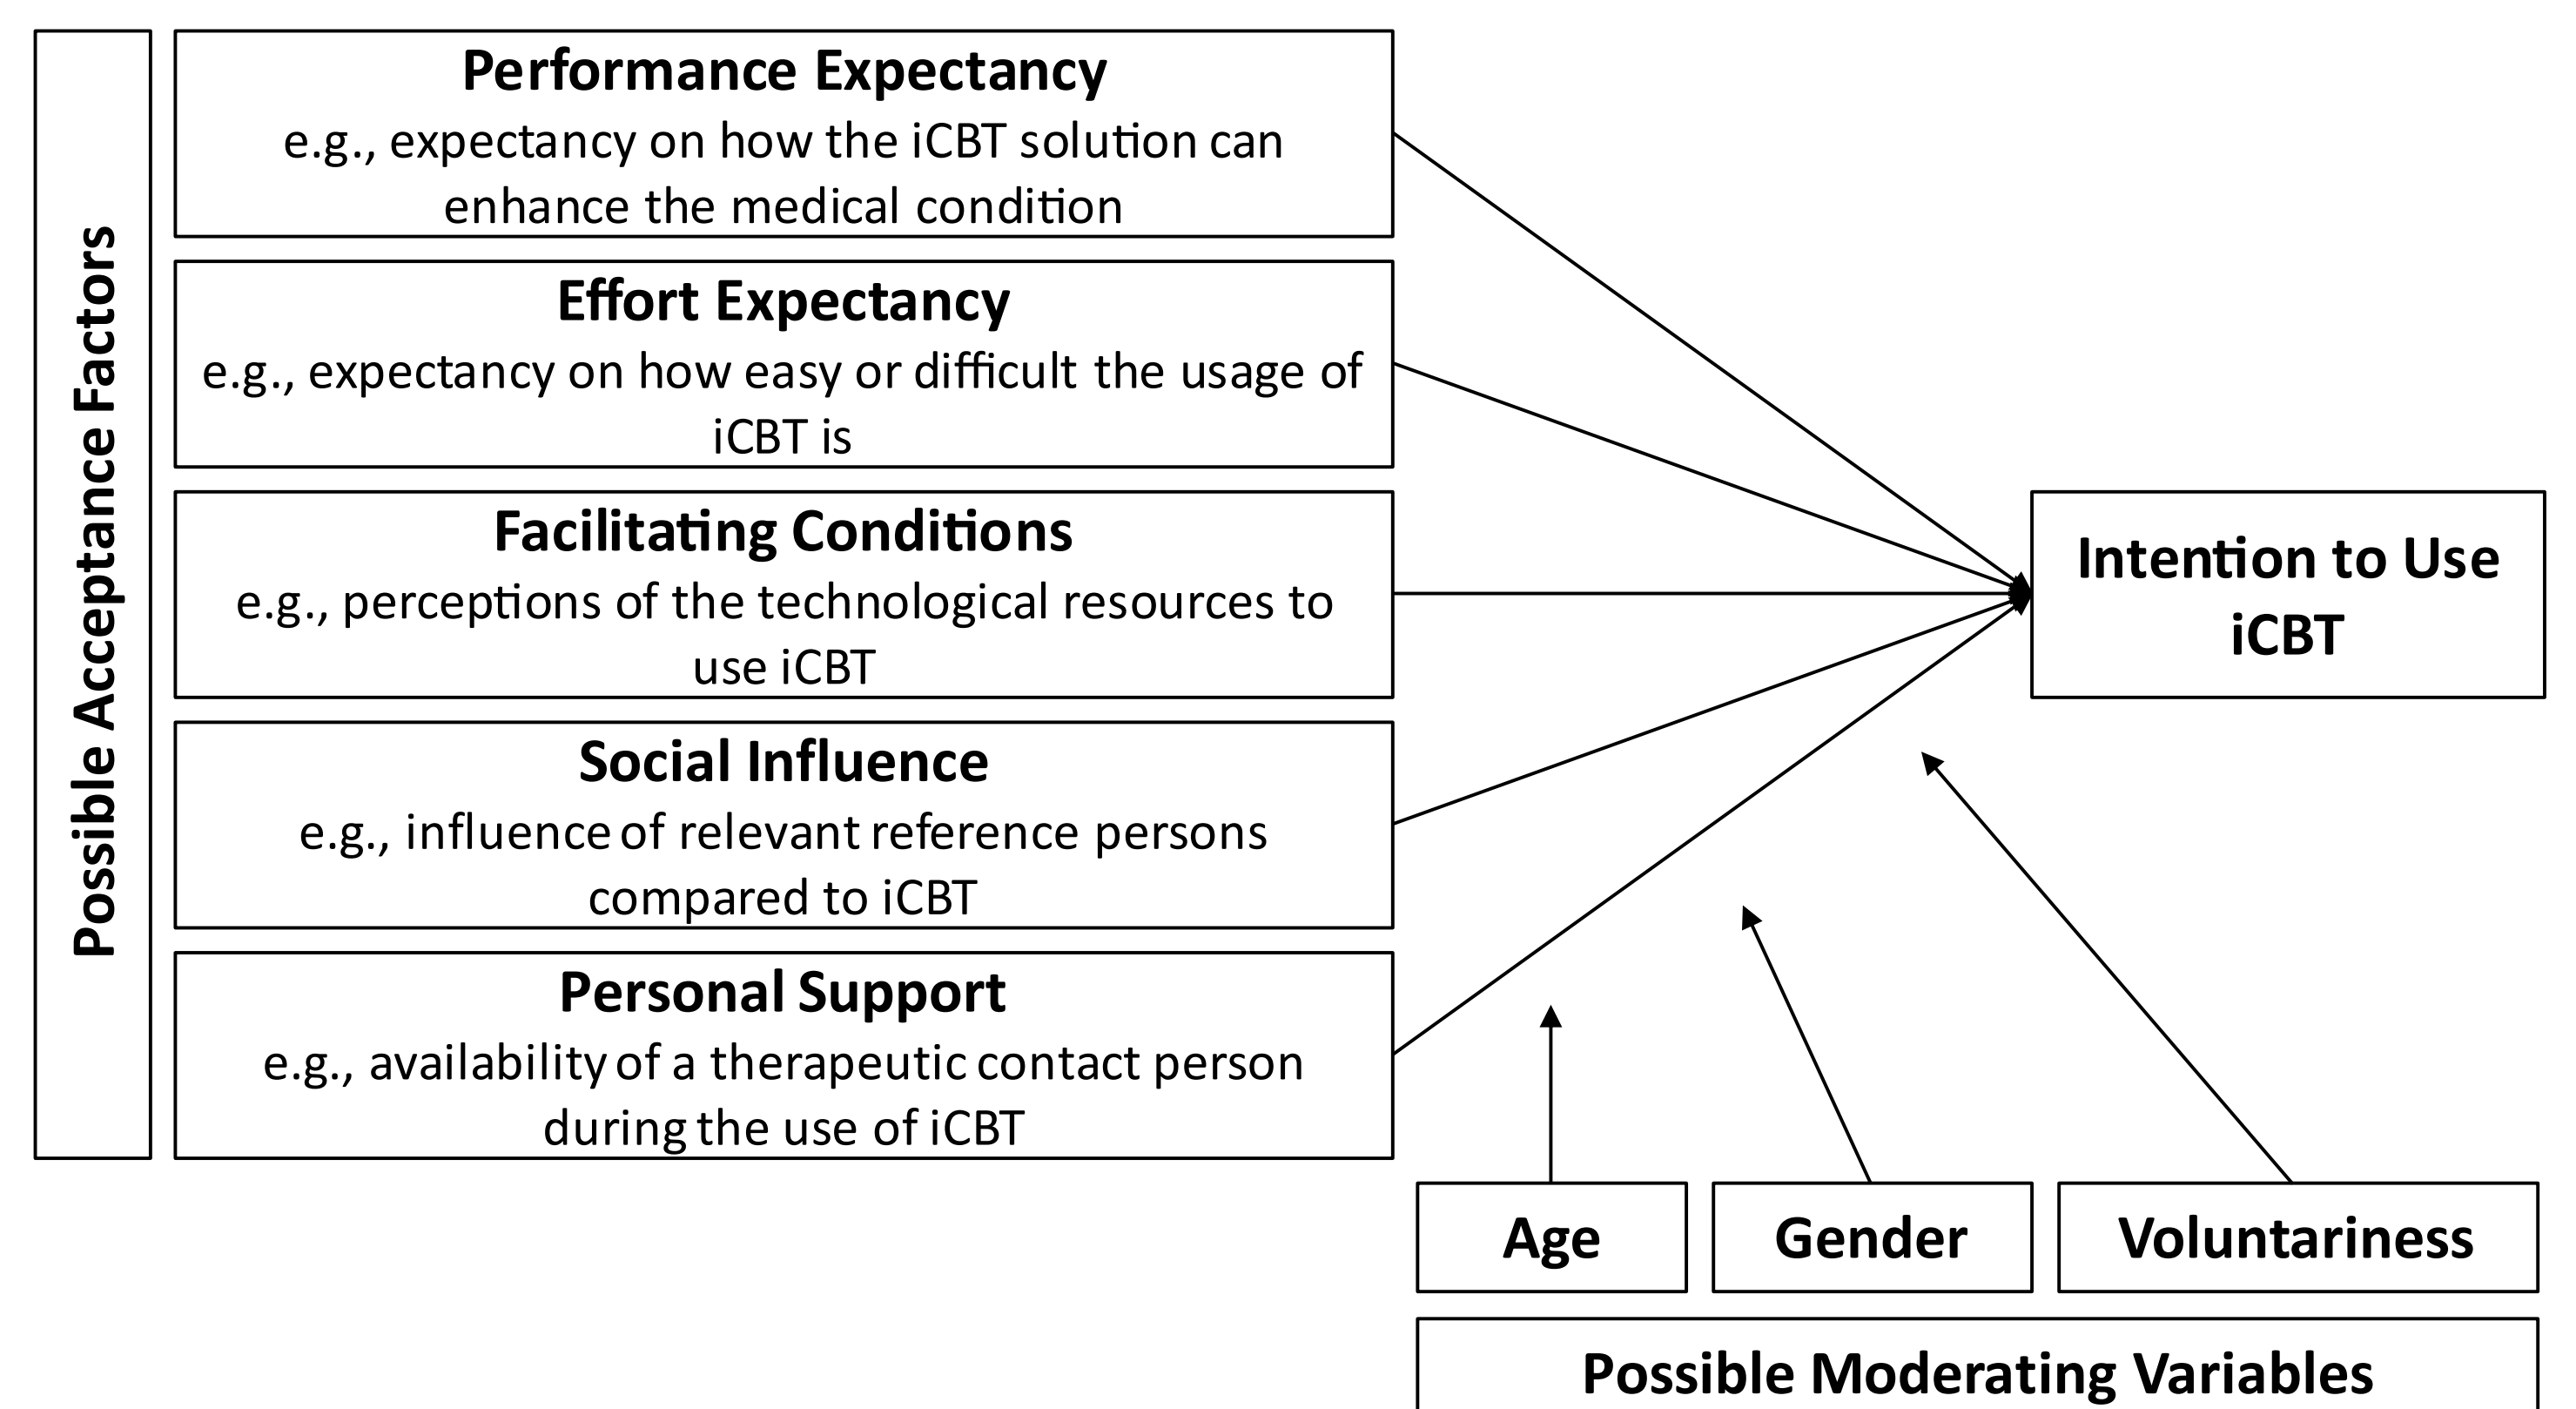 Possible Acceptance Factors
Performance Expectancy
e.g., expectancy on how the iCBT solution can
enhance the medical condition
Effort Expectancy
e.g., expectancy on how easy or difficult the usage of
iCBT is
Facilitating Conditions
e.g., perceptions of the technological resources to
use iCBT
Social Influence
e.g., influence of relevant reference persons
compared to iCBT
Personal Support
e.g., availability of a therapeutic contact person
during the use of iCBT
Intention to Use
iCBT
Age
Gender
Voluntariness
Possible Moderating Variables